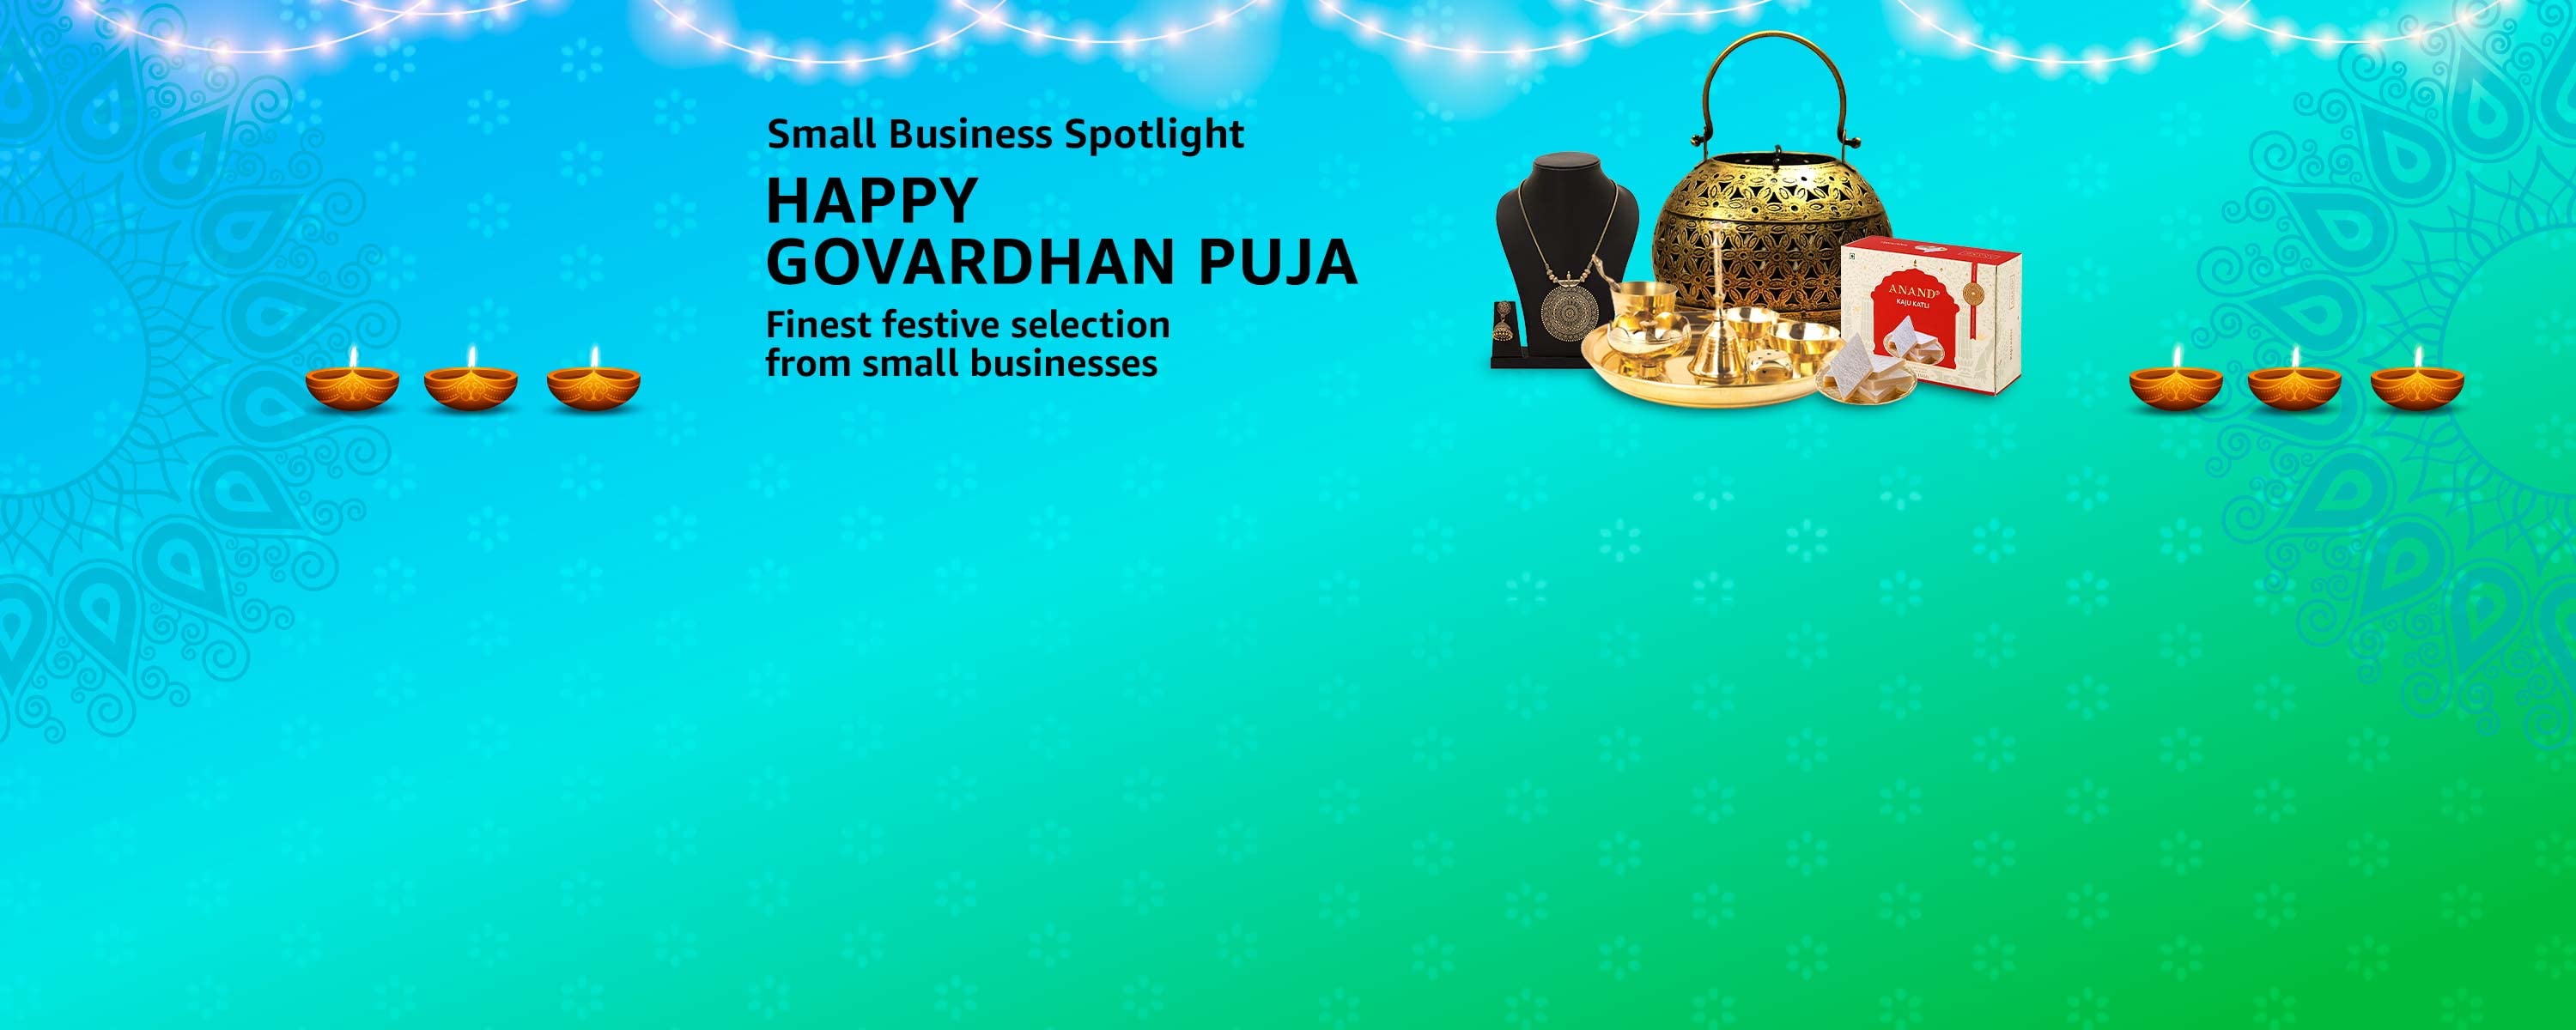 Small Business Spotlight
HAPPY
GOVARDHAN PUJA
Finest festive selection
from small businesses
ANAND
KAJU KATLI